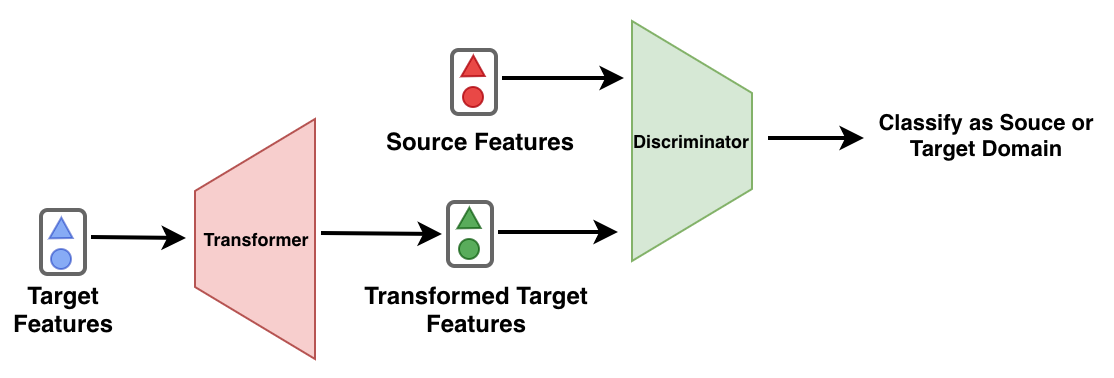 Source Features
Discriminator
Classify as Souce or
Target Domain
Transformer
Target
Features
Transformed Target
Features